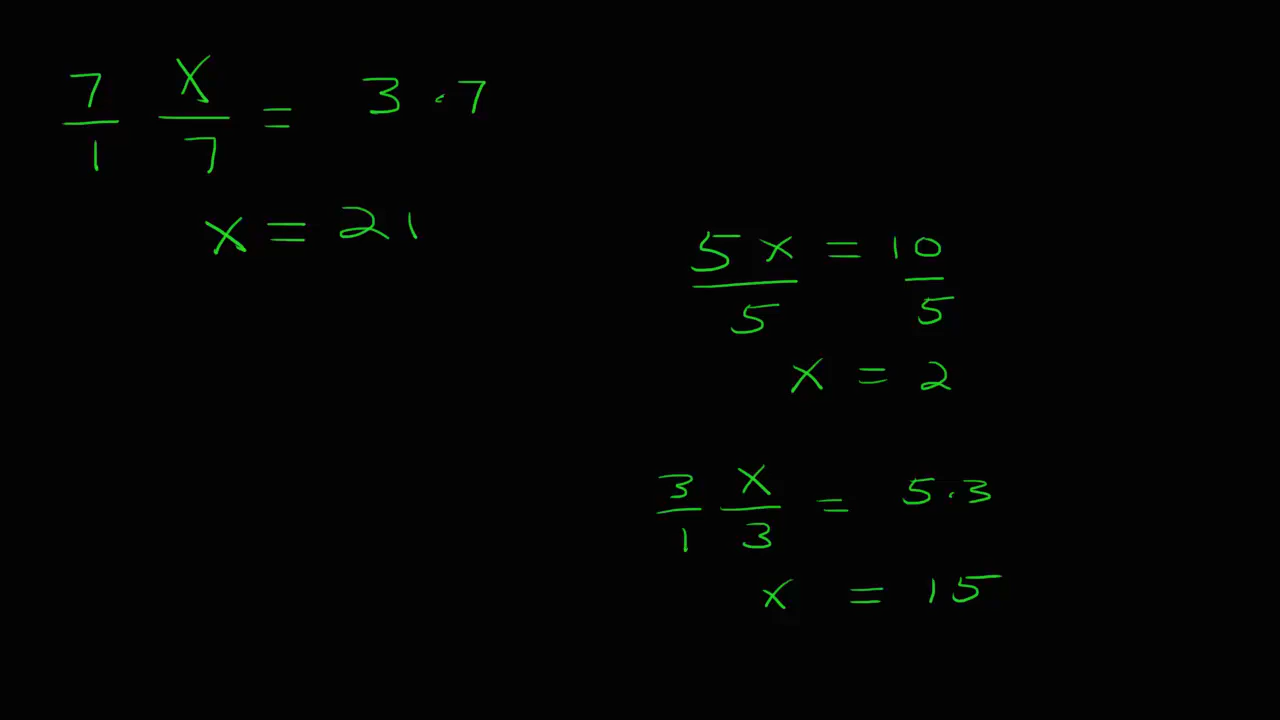 7/1 x/7 = 3 · 7
x = 21
5x/5 = 10/5
x = 2
3/1 x/3 = 5 · 3
x = 15